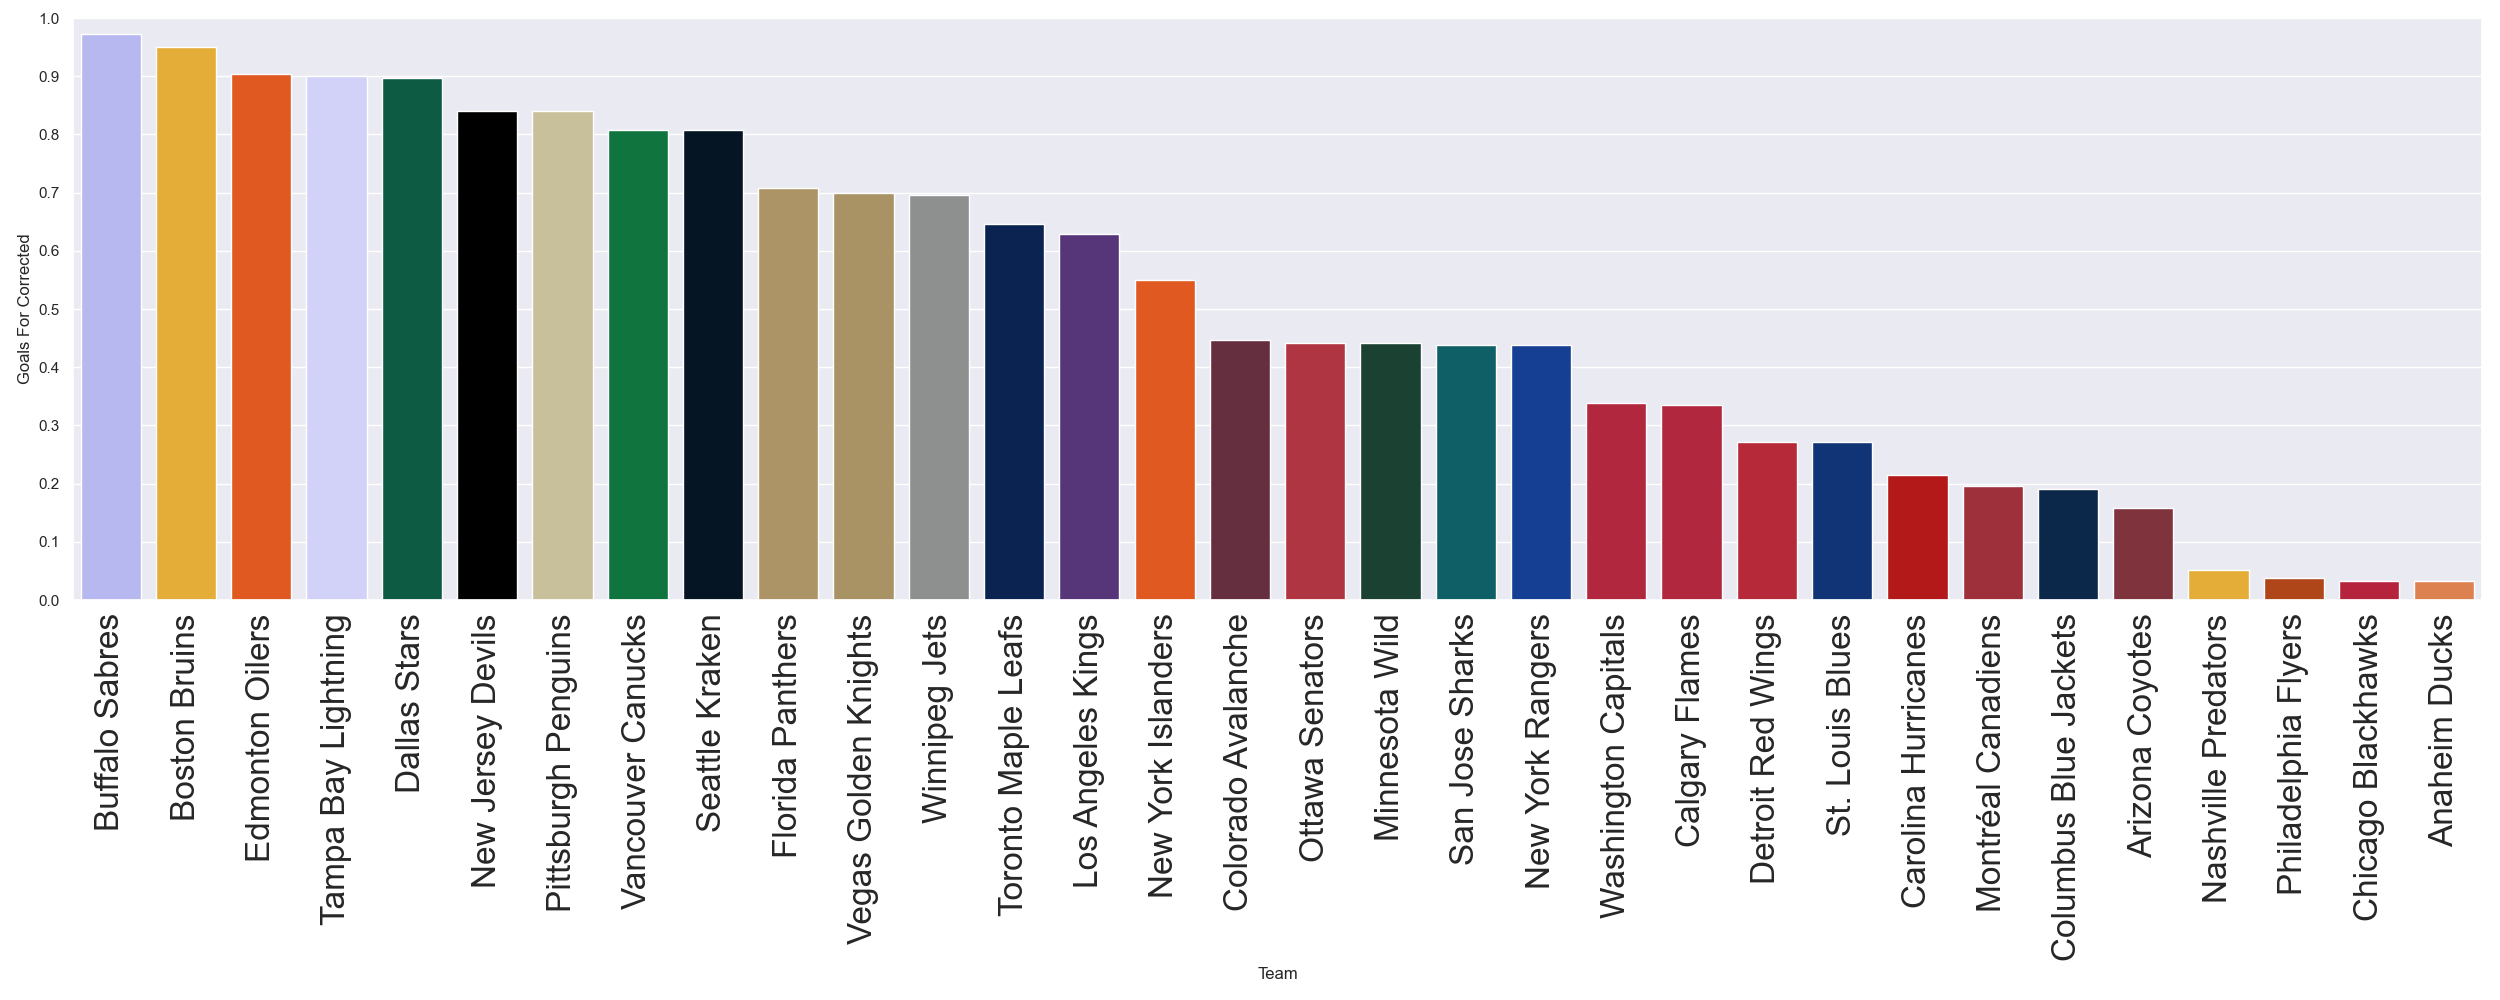 1.0
0.9
0.8
0.7
0.6
0.5
0.4
0.3
0.2
0.1
0.0
Goals For Corrected
Buffalo Sabres
Boston Bruins
Edmonton Oilers
Tampa Bay Lightning
Dallas Stars
New Jersey Devils
Pittsburgh Penguins
Vancouver Canucks
Seattle Kraken
Florida Panthers
Vegas Golden Knights
Winnipeg Jets
Toronto Maple Leafs
Los Angeles Kings
New York Islanders
Colorado Avalanche
Ottawa Senators
Minnesota Wild
San Jose Sharks
New York Rangers
Washington Capitals
Calgary Flames
Detroit Red Wings
St. Louis Blues
Carolina Hurricanes
Montréal Canadiens
Columbus Blue Jackets
Arizona Coyotes
Nashville Predators
Philadelphia Flyers
Chicago Blackhawks
Anaheim Ducks
Team